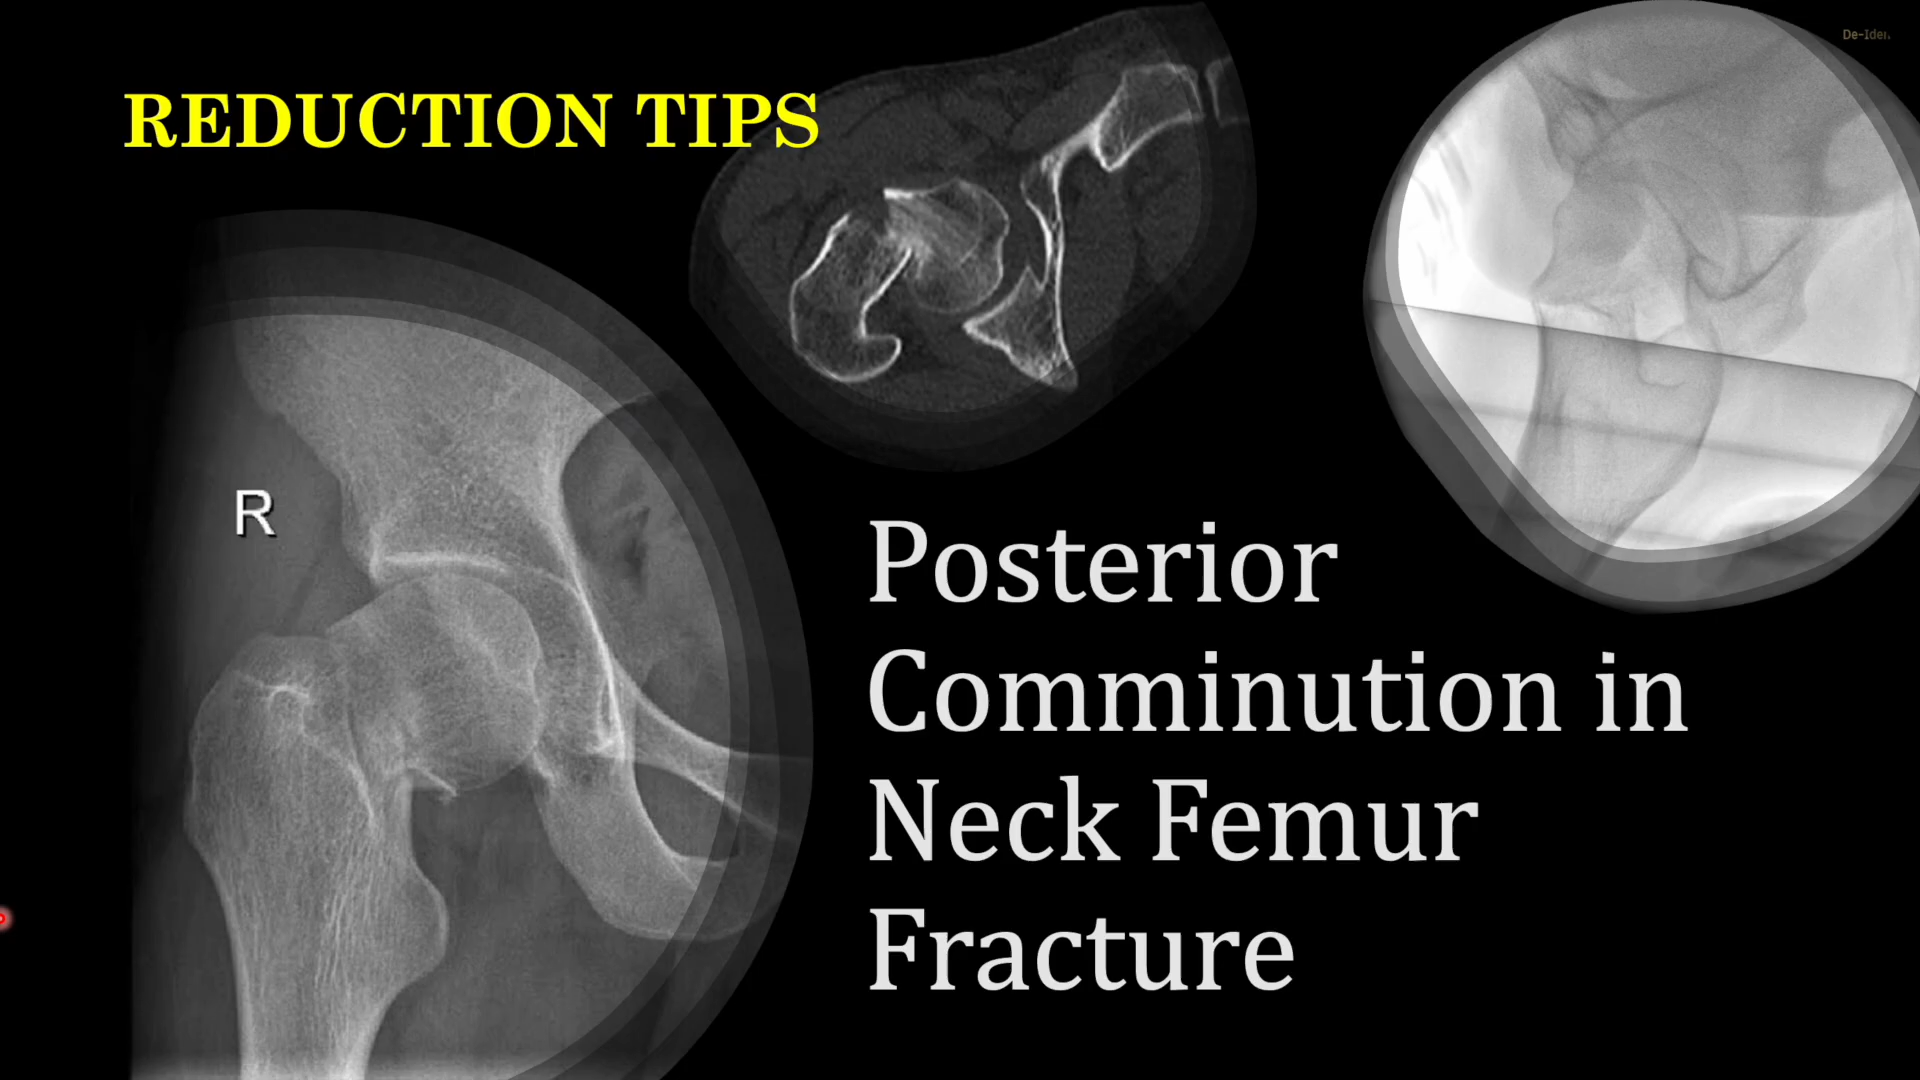 REDUCTION TIPS
R
Posterior
Comminution in
Neck Femur
Fracture